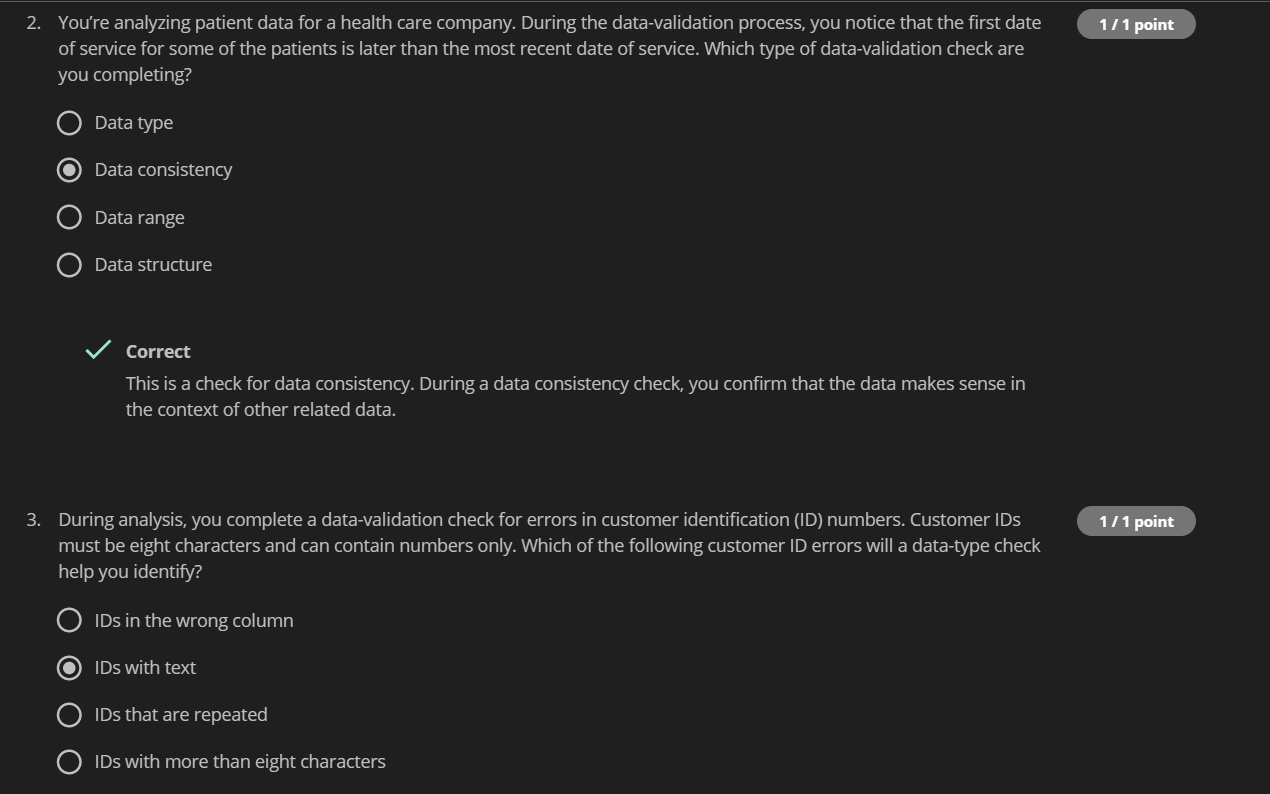 2. You're analyzing patient data for a health care company. During the data-validation process, you notice that the first date
1 / 1 point
of service for some of the patients is later than the most recent date of service. Which type of data-validation check are
you completing?
Data type
Data consistency
Data range
Data structure
Correct
This is a check for data consistency. During a data consistency check, you confirm that the data makes sense in
the context of other related data.
3. During analysis, you complete a data-validation check for errors in customer identification (ID) numbers. Customer IDs
1 / 1 point
must be eight characters and can contain numbers only. Which of the following customer ID errors will a data-type check
help you identify?
IDs in the wrong column
IDs with text
IDs that are repeated
IDs with more than eight characters